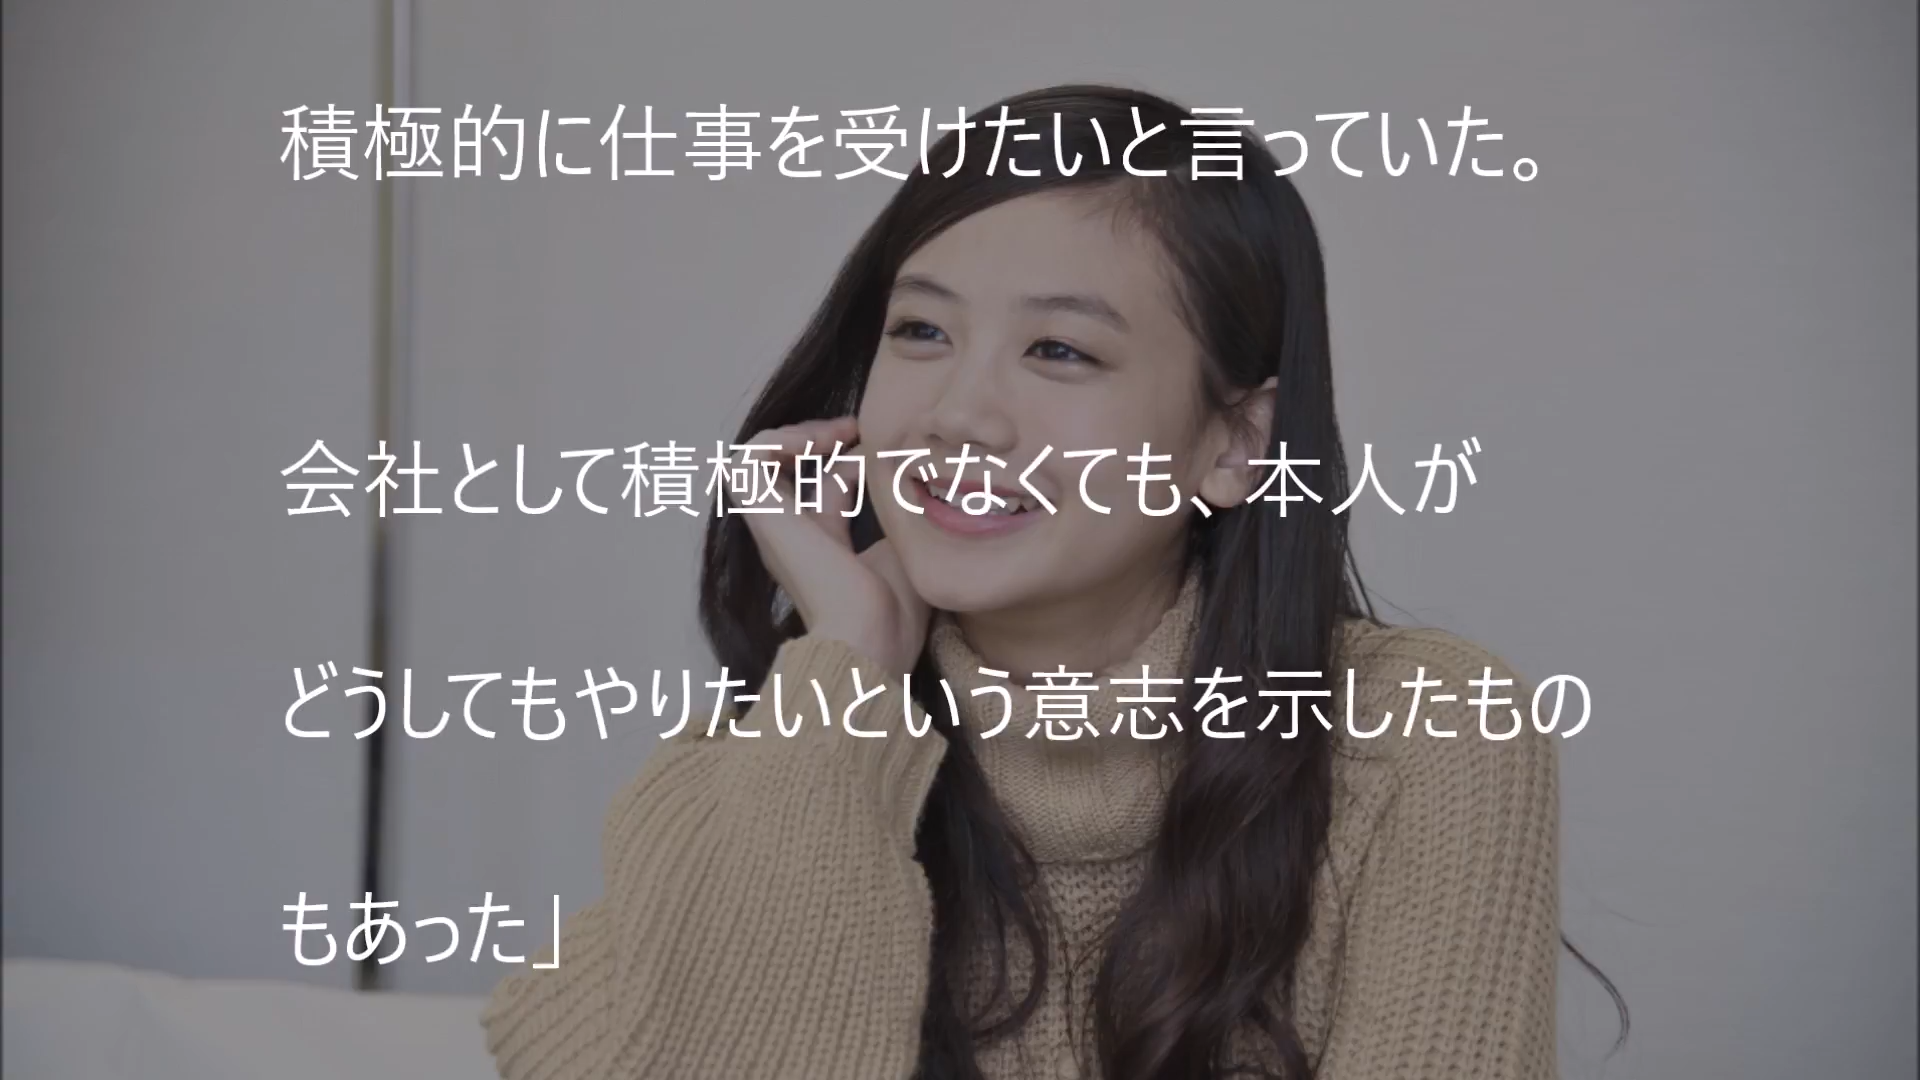 積極的に仕事を受けたいと言っていた。
会社として積極的でなくても、本人が
どうしてもやりたいという意志を示したもの
もあった」